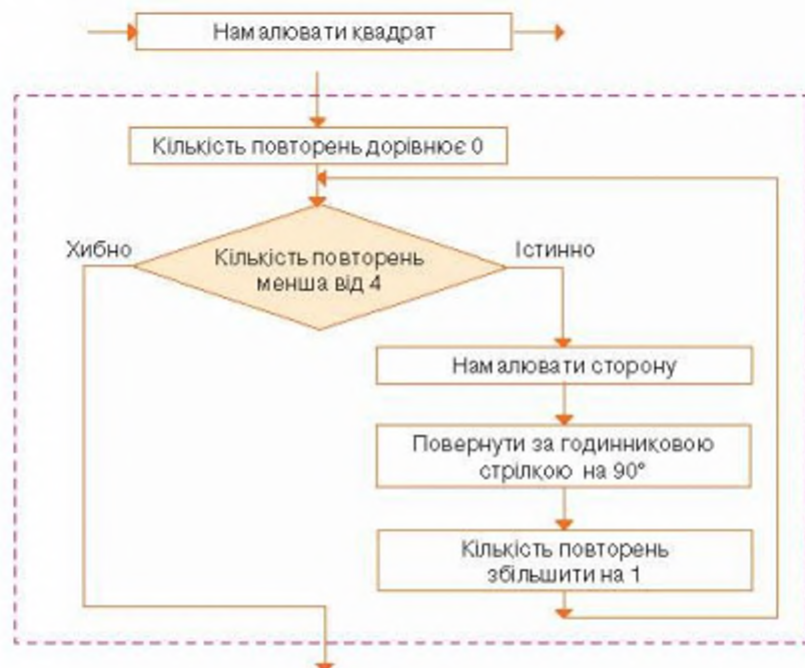 Намалювати квадрат
Кількість повторень дорівнює 0
Хибно
Кількість повторень
менша від 4
Істинно
Намалювати сторону
Повернути за годинниковою
стрілкою на 90°
Кількість повторень
збільшити на 1